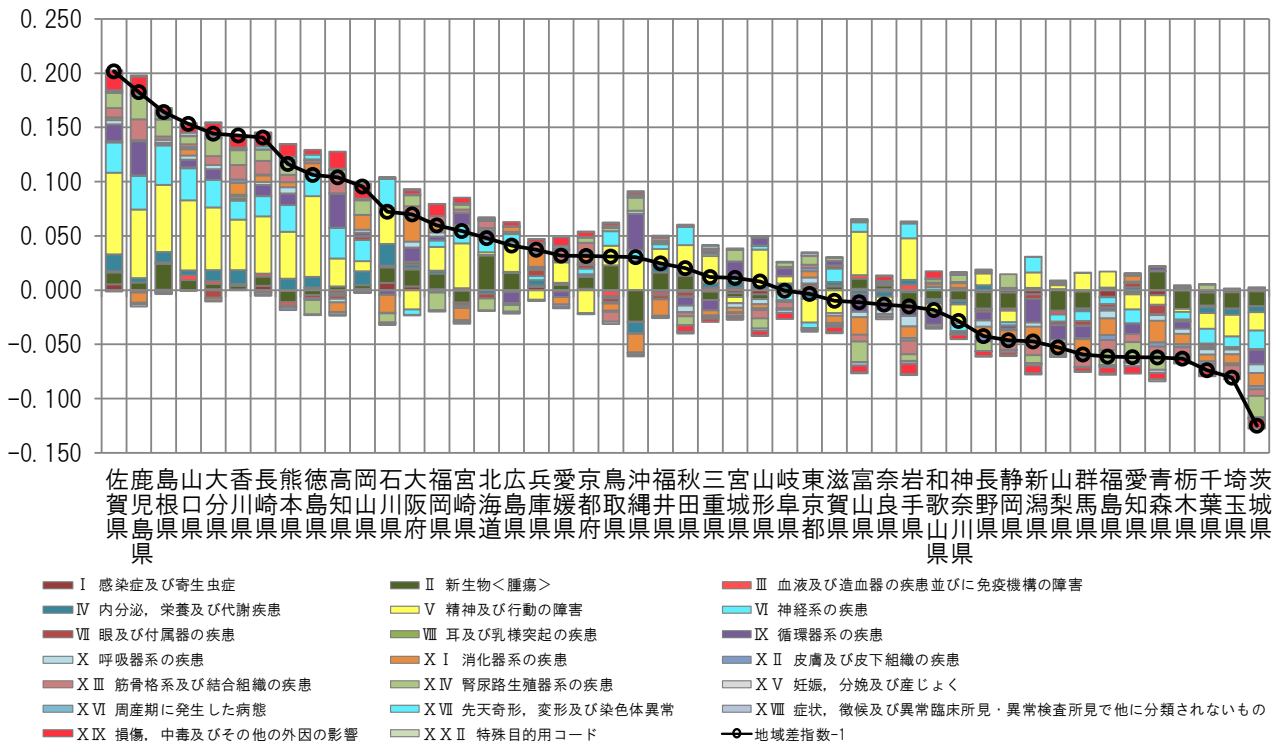 0.250
0.200
0.150
0.100
0.050
0.000
-0.050
-0.100
-0.150
佐賀県
鹿児島県
島根県
山口県
大分県
香川県
長崎県
熊本県
徳島県
高知県
岡山県
石川県
大阪府
福岡県
宮崎県
北海道
広島県
兵庫県
愛媛県
京都府
鳥取県
沖縄県
福井県
秋田県
三重県
宮城県
山形県
岐阜県
東京都
滋賀県
富山県
奈良県
岩手県
和歌山県
神奈川県
長野県
静岡県
新潟県
山梨県
群馬県
福島県
愛知県
青森県
栃木県
千葉県
埼玉県
茨城県
Ⅰ 感染症及び寄生虫症
Ⅱ 新生物<腫瘍>
Ⅲ 血液及び造血器の疾患並びに免疫機構の障害
Ⅳ 内分泌，栄養及び代謝疾患
Ⅴ 精神及び行動の障害
Ⅵ 神経系の疾患
Ⅶ 眼及び付属器の疾患
Ⅷ 耳及び乳様突起の疾患
Ⅸ 循環器系の疾患
Ⅹ 呼吸器系の疾患
ⅩⅠ 消化器系の疾患
ⅩⅡ 皮膚及び皮下組織の疾患
ⅩⅢ 筋骨格系及び結合組織の疾患
ⅩⅣ 腎尿路生殖器系の疾患
ⅩⅤ 妊娠，分娩及び産じょく
ⅩⅥ 周産期に発生した病態
ⅩⅦ 先天奇形，変形及び染色体異常
ⅩⅧ 症状，徴候及び異常臨床所見・異常検査所見で他に分類されないもの
ⅩⅨ 損傷，中毒及びその他の外因の影響
ⅩⅩⅡ 特殊目的用コード
地域差指数-1